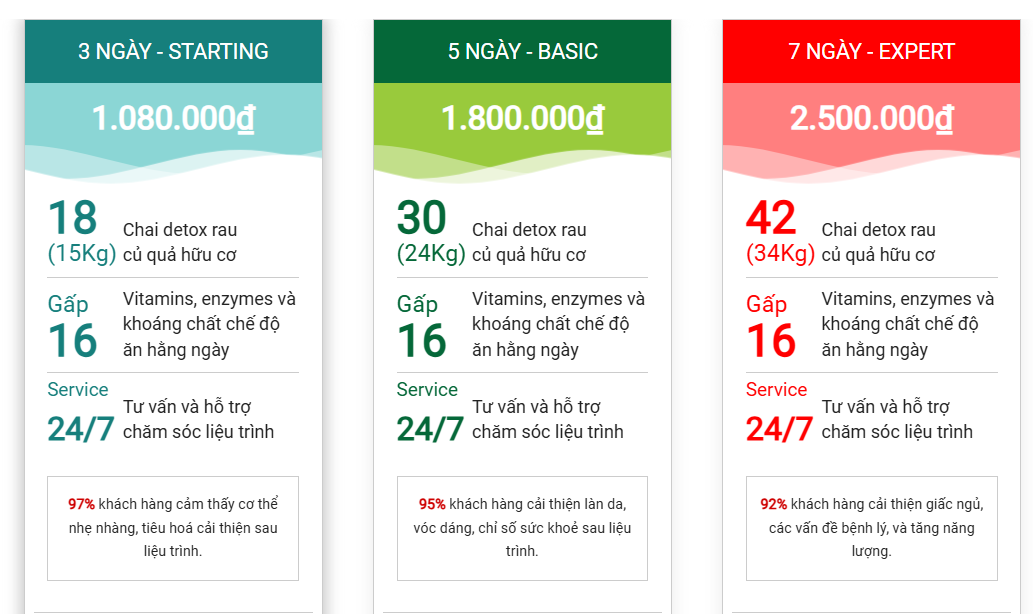 3 NGÀY - STARTING
1.080.000₫
18
(15Kg)
Chai detox rau
củ quả hữu cơ
Gấp
16
Vitamins, enzymes và
khoáng chất chế độ
ăn hằng ngày
Service
24/7
Tư vấn và hỗ trợ
chăm sóc liệu trình
97% khách hàng cảm thấy cơ thể
nhẹ nhàng, tiêu hoá cải thiện sau
liệu trình.
5 NGÀY - BASIC
1.800.000₫
30
(24Kg)
Chai detox rau
củ quả hữu cơ
Gấp
16
Vitamins, enzymes và
khoáng chất chế độ
ăn hằng ngày
Service
24/7
Tư vấn và hỗ trợ
chăm sóc liệu trình
95% khách hàng cải thiện làn da,
vóc dáng, chỉ số sức khoẻ sau liệu
trình.
7 NGÀY - EXPERT
2.500.000₫
42
(34Kg)
Chai detox rau
củ quả hữu cơ
Gấp
16
Vitamins, enzymes và
khoáng chất chế độ
ăn hằng ngày
Service
24/7
Tư vấn và hỗ trợ
chăm sóc liệu trình
92% khách hàng cải thiện giấc ngủ,
các vấn đề bệnh lý, và tăng năng
lượng.